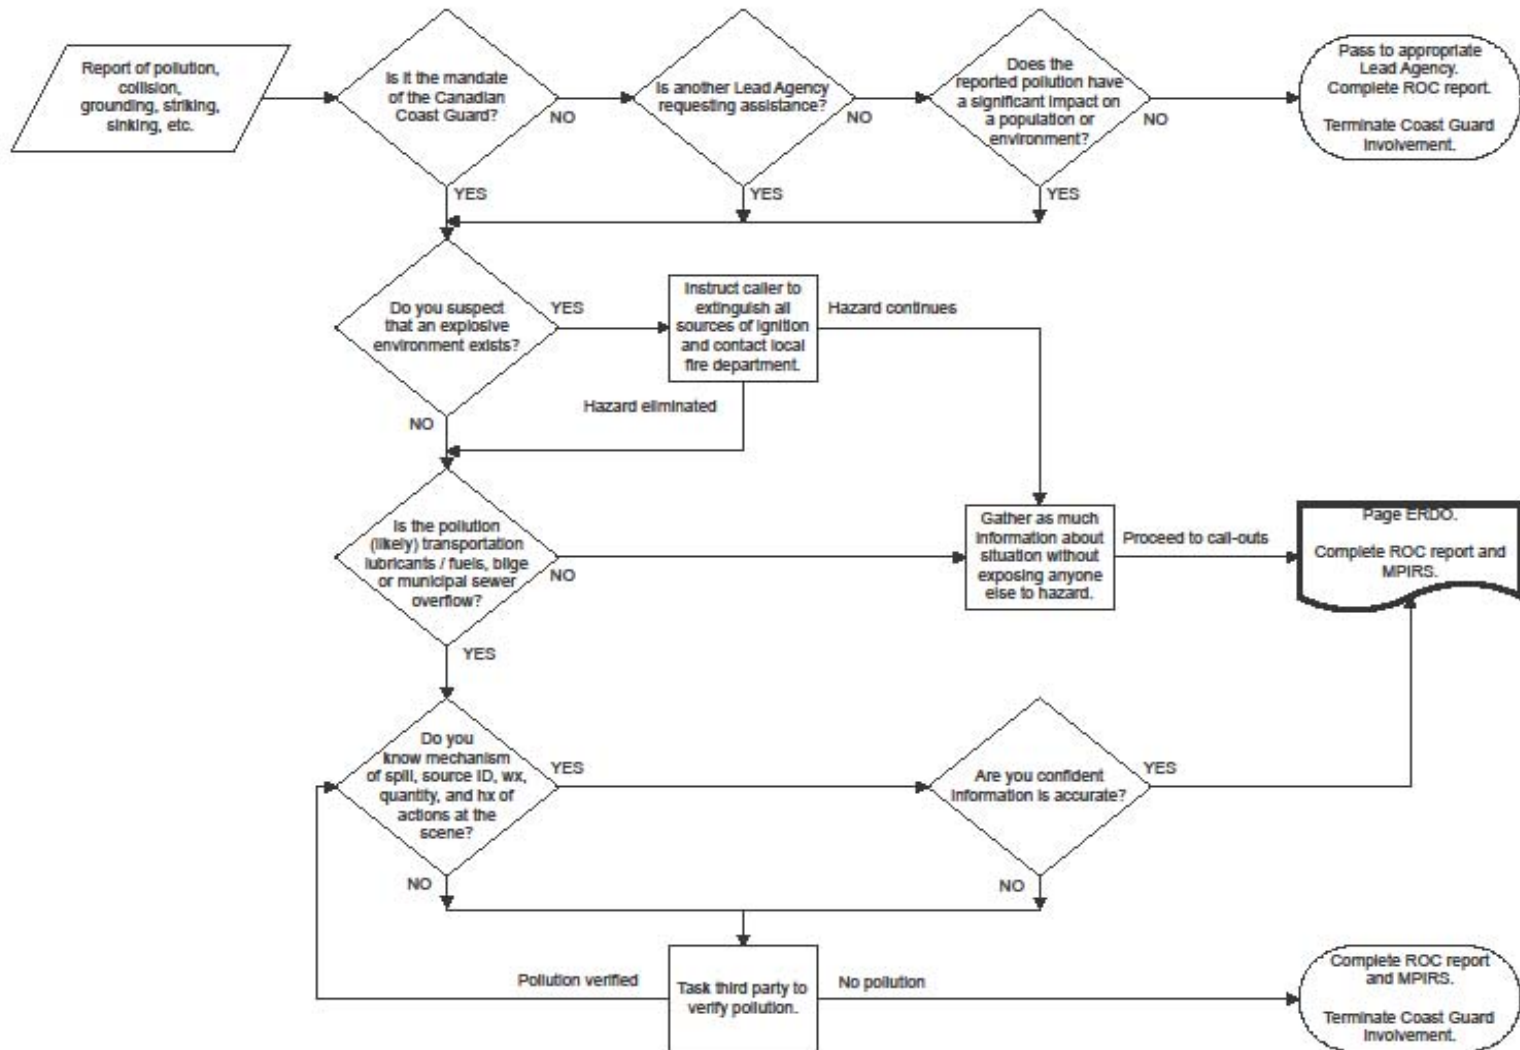 Report of pollution,
collision,
grounding, striking,
sinking, etc.
Is it the mandate
of the Canadian
Coast Guard?
NO
YES
Is another Lead Agency
requesting assistance?
NO
YES
Does the
reported pollution have
a significant impact on
a population or
environment?
NO
YES
Pass to appropriate
Lead Agency.
Complete ROC report.
Terminate Coast Guard
Involvement.
Do you suspect
that an explosive
environment exists?
YES
NO
Instruct caller to
extinguish all
sources of ignition
and contact local
fire department.
Hazard continues
Hazard eliminated
Is the pollution
(likely) transportation
lubricants / fuels, bilge
or municipal sewer
overflow?
NO
YES
Gather as much
information about
situation without
exposing anyone
else to hazard.
Proceed to call-outs
Page ERDO.
Complete ROC report and
MPIRS.
Do you
know mechanism
of spill, source ID, wx,
quantity, and hx of
actions at the
scene?
YES
NO
Are you confident
information is accurate?
YES
NO
Pollution verified
Task third party to
verify pollution.
No pollution
Complete ROC report
and MPIRS.
Terminate Coast Guard
Involvement.